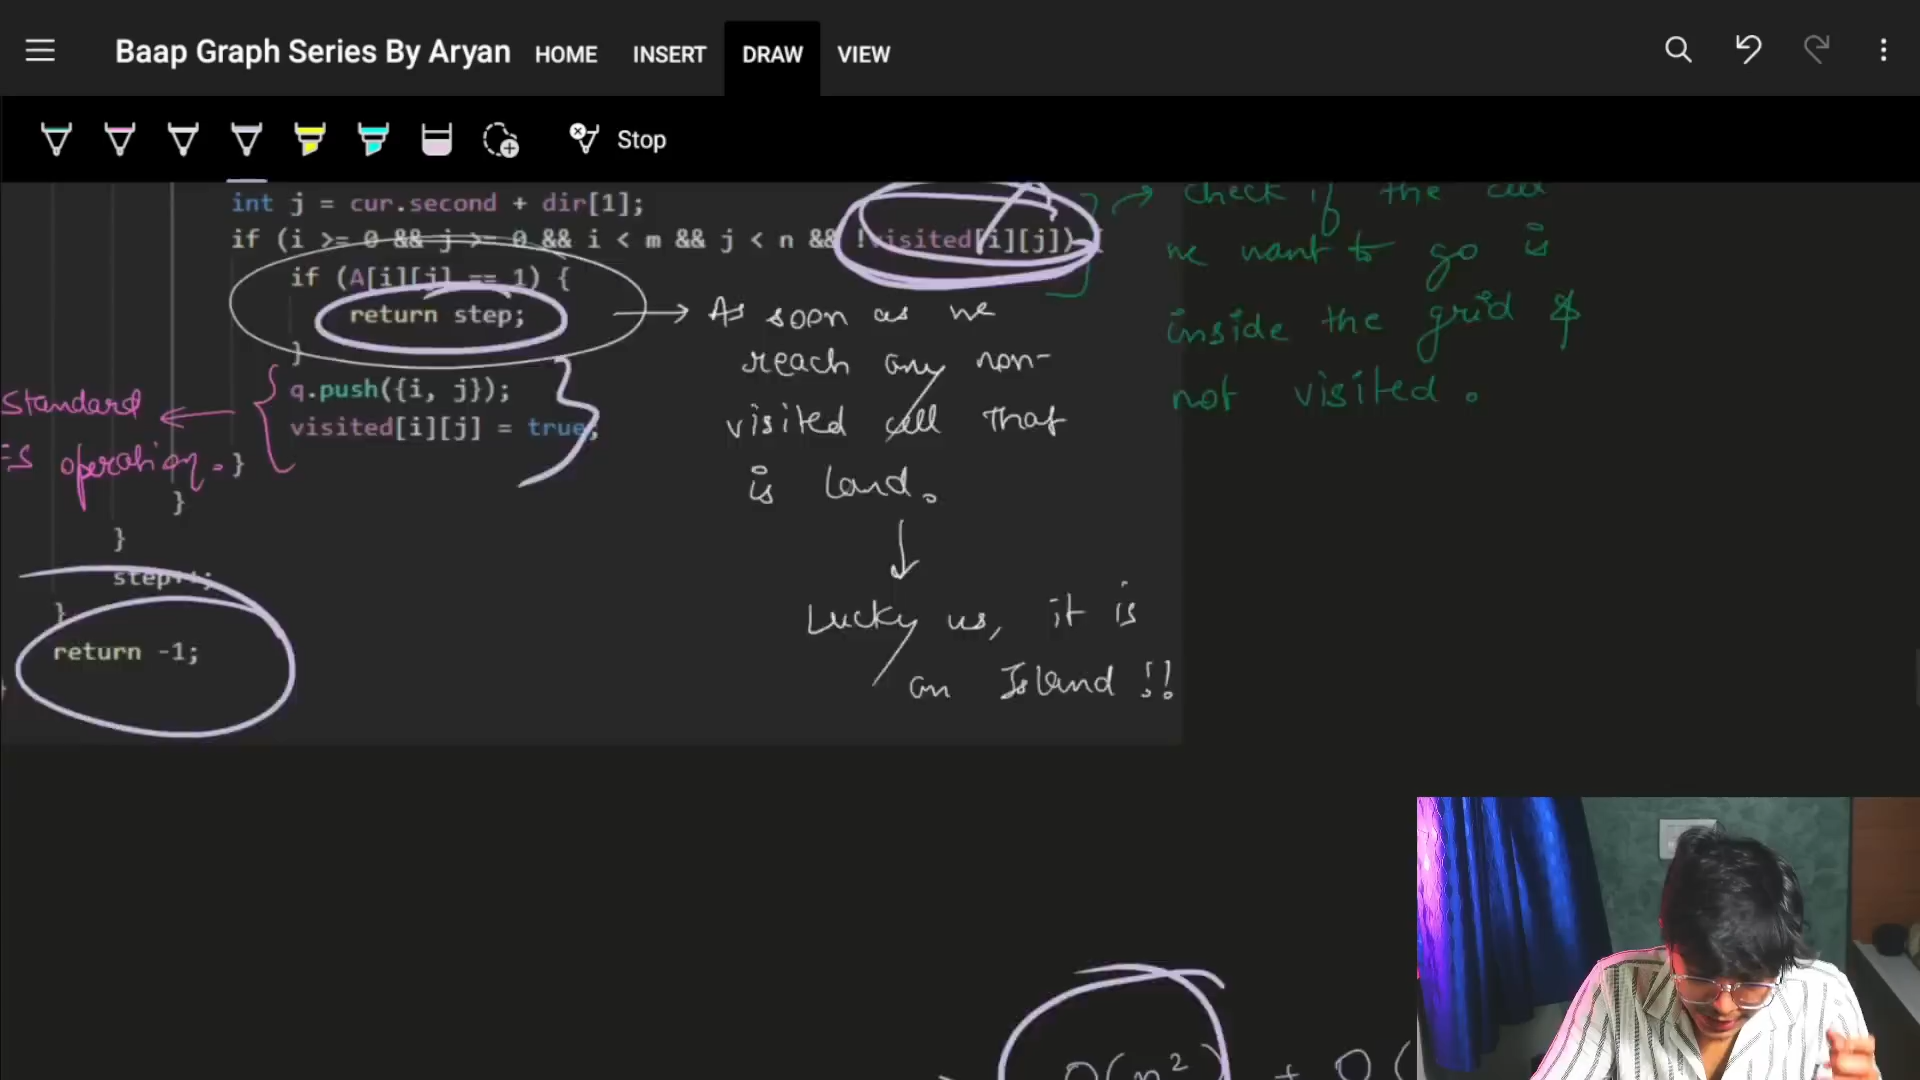 Baap Graph Series By Aryan HOME INSERT DRAW VIEW
Stop
int j = cur.second + dir[1];
if (i >= 0 && j >= 0 && i < m && j < n && !visited[i][j])
if (A[i][j] == 1) {
return step;
}
q.push({i, j});
visited[i][j] = true;
}
}
}
step++;
}
return -1;
Standard
FS operation.
As soon as we
reach any non-
visited cell that
is land.
Lucky us, it is
an Island !!
check if the cell
we want to go is
inside the grid &
not visited.
O(n²) + O(